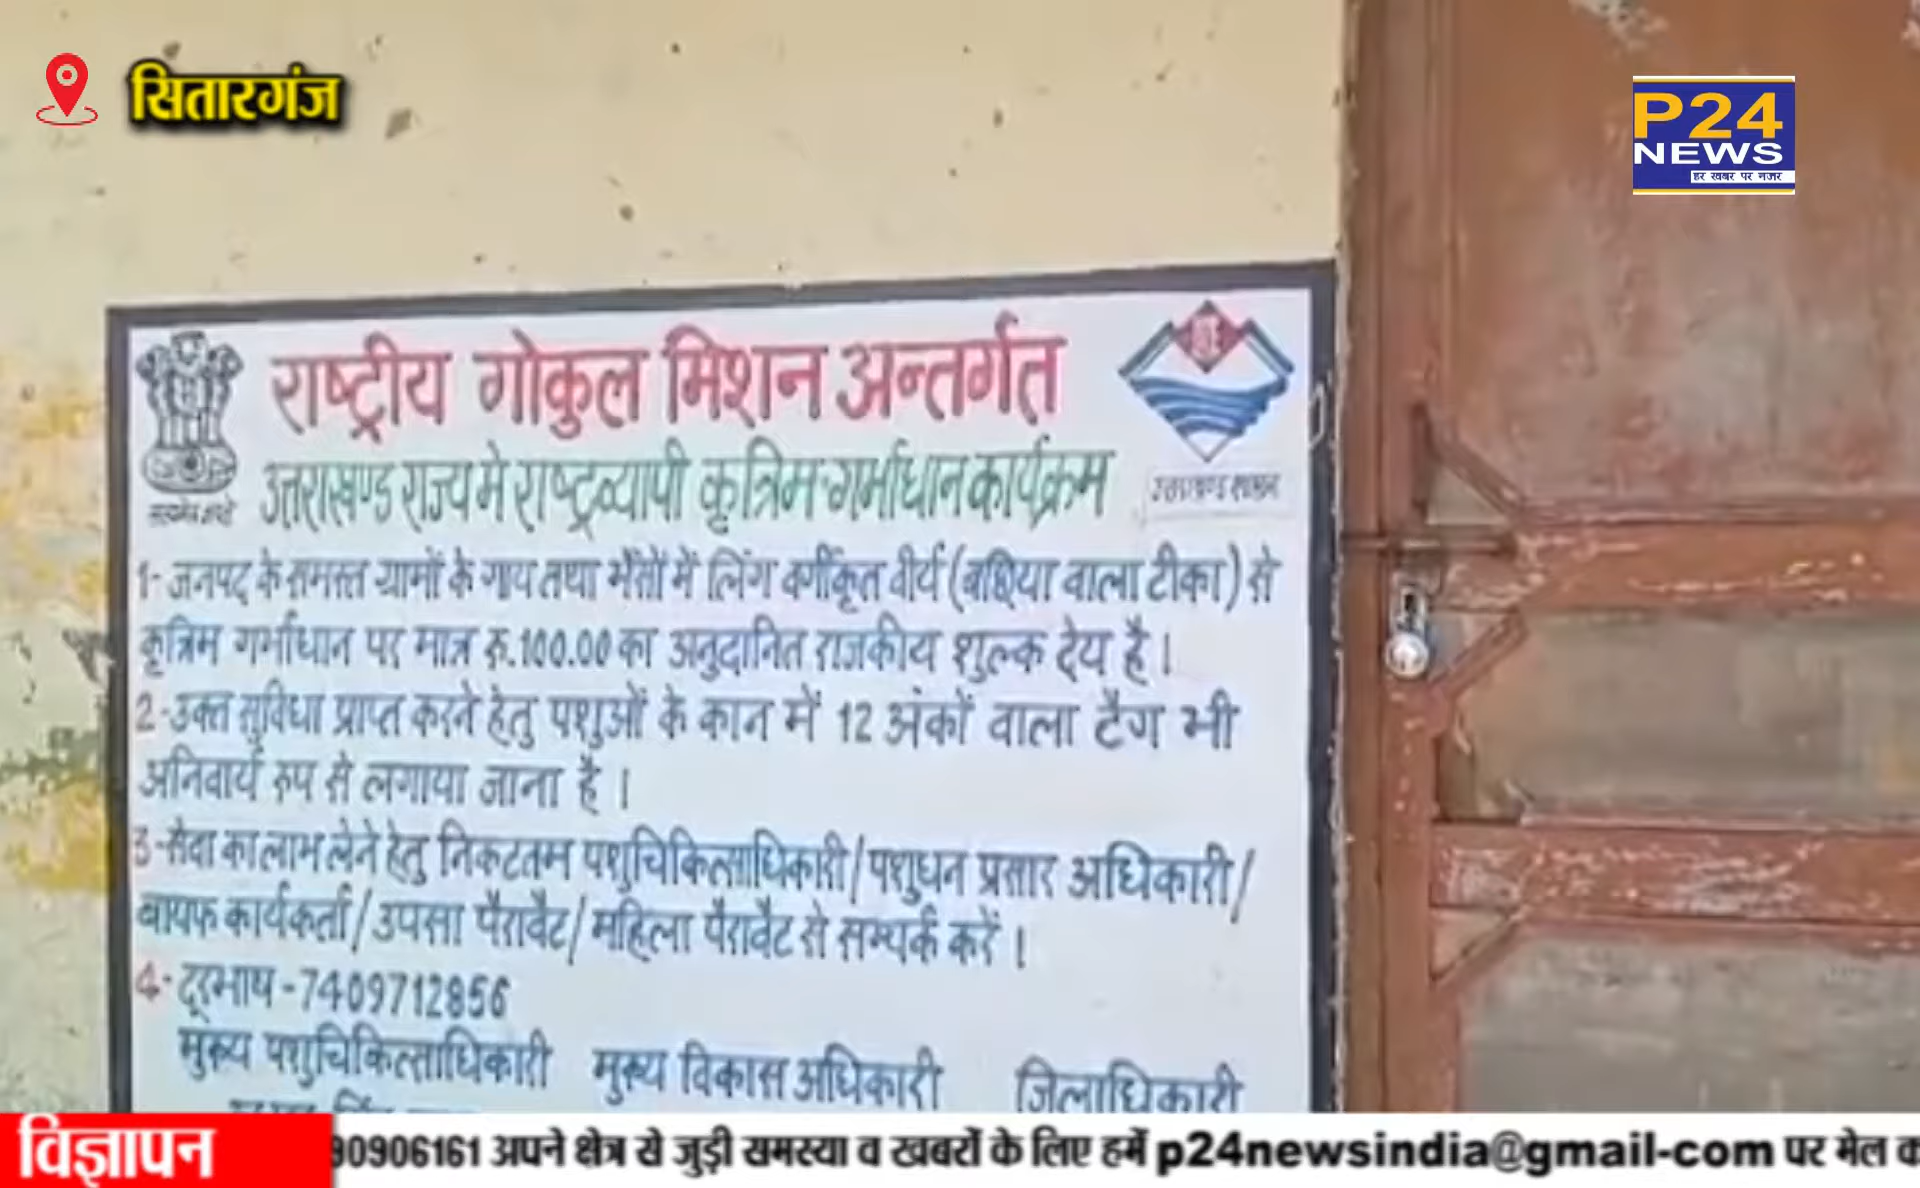 सितारगंज
P24
NEWS
हर खबर पर नजर
राष्ट्रीय गोकुल मिशन अन्तर्गत
उत्तराखण्ड राज्य मे राष्ट्रव्यापी कृत्रिम गर्भाधान कार्यक्रम
उत्तराखण्ड शासन
1- जनपद के समस्त ग्रामों के गाय तथा भैंसों में लिंग वर्गीकृत वीर्य (बछिया वाला टीका) से
कृत्रिम गर्भाधान पर मात्र रु.100.00 का अनुदानित राजकीय शुल्क देय है।
2-उक्त सुविधा प्राप्त करने हेतु पशुओं के कान में 12 अंकों वाला टैग भी
अनिवार्य रुप से लगाया जाना है।
3-सेवा का लाभ लेने हेतु निकटतम पशुचिकित्साधिकारी/पशुधन प्रसार अधिकारी/
बायफ कार्यकर्ता/उपसा पैरावैट/महिला पैरावैट से सम्पर्क करें।
4- दूरभाष-7409712856
मुख्य पशुचिकित्साधिकारी मुख्य विकास अधिकारी जिलाधिकारी
विज्ञापन
90906161 अपने क्षेत्र से जुड़ी समस्या व खबरों के लिए हमें p24newsindia@gmail-com पर मेल क